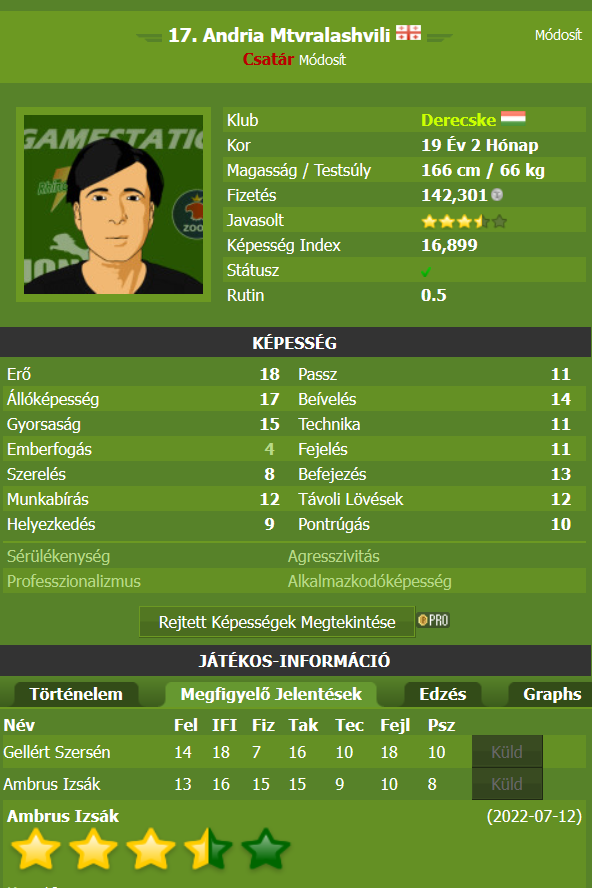 17. Andria Mtvralashvili
Módosít
Csatár Módosít
GAMESTATIC
ZOO
Klub Derecske
Kor 19 Év 2 Hónap
Magasság / Testsúly 166 cm / 66 kg
Fizetés 142,301
Javasolt
Képesség Index 16,899
Státusz
Rutin 0.5
KÉPESSÉG
Erő 18 Passz 11
Állóképesség 17 Beívelés 14
Gyorsaság 15 Technika 11
Emberfogás 4 Fejelés 11
Szerelés 8 Befejezés 13
Munkabírás 12 Távoli Lövések 12
Helyezkedés 9 Pontrúgás 10
Sérülékenység Agresszivitás
Professzionalizmus Alkalmazkodóképesség
Rejtett Képességek Megtekintése PRO
JÁTÉKOS-INFORMÁCIÓ
Történelem Megfigyelő Jelentések Edzés Graphs
Név Fel IFI Fiz Tak Tec Fejl Psz
Gellért Szersén 14 18 7 16 10 18 10 Küld
Ambrus Izsák 13 16 15 15 9 10 8 Küld
Ambrus Izsák (2022-07-12)